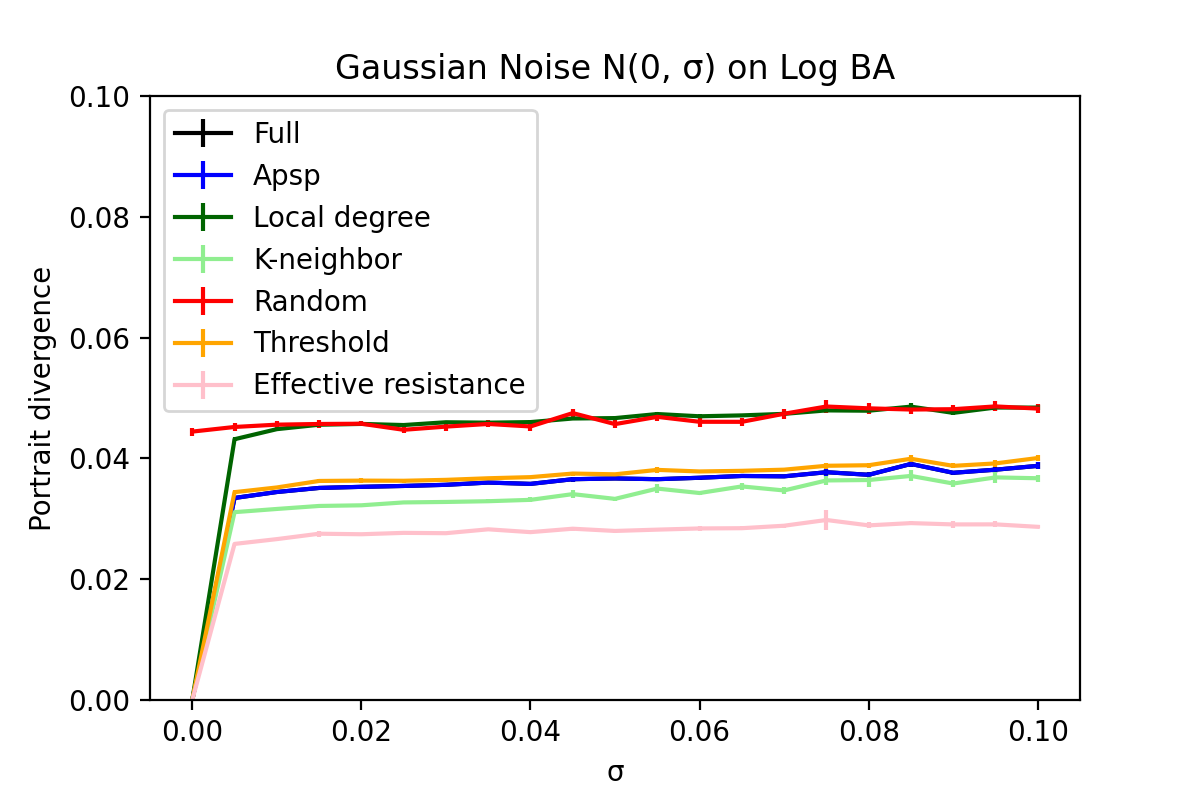 Gaussian Noise N(0, σ) on Log BA
0.10
0.08
0.06
0.04
0.02
0.00
Portrait divergence
Full
Apsp
Local degree
K-neighbor
Random
Threshold
Effective resistance
0.00 0.02 0.04 0.06 0.08 0.10
σ